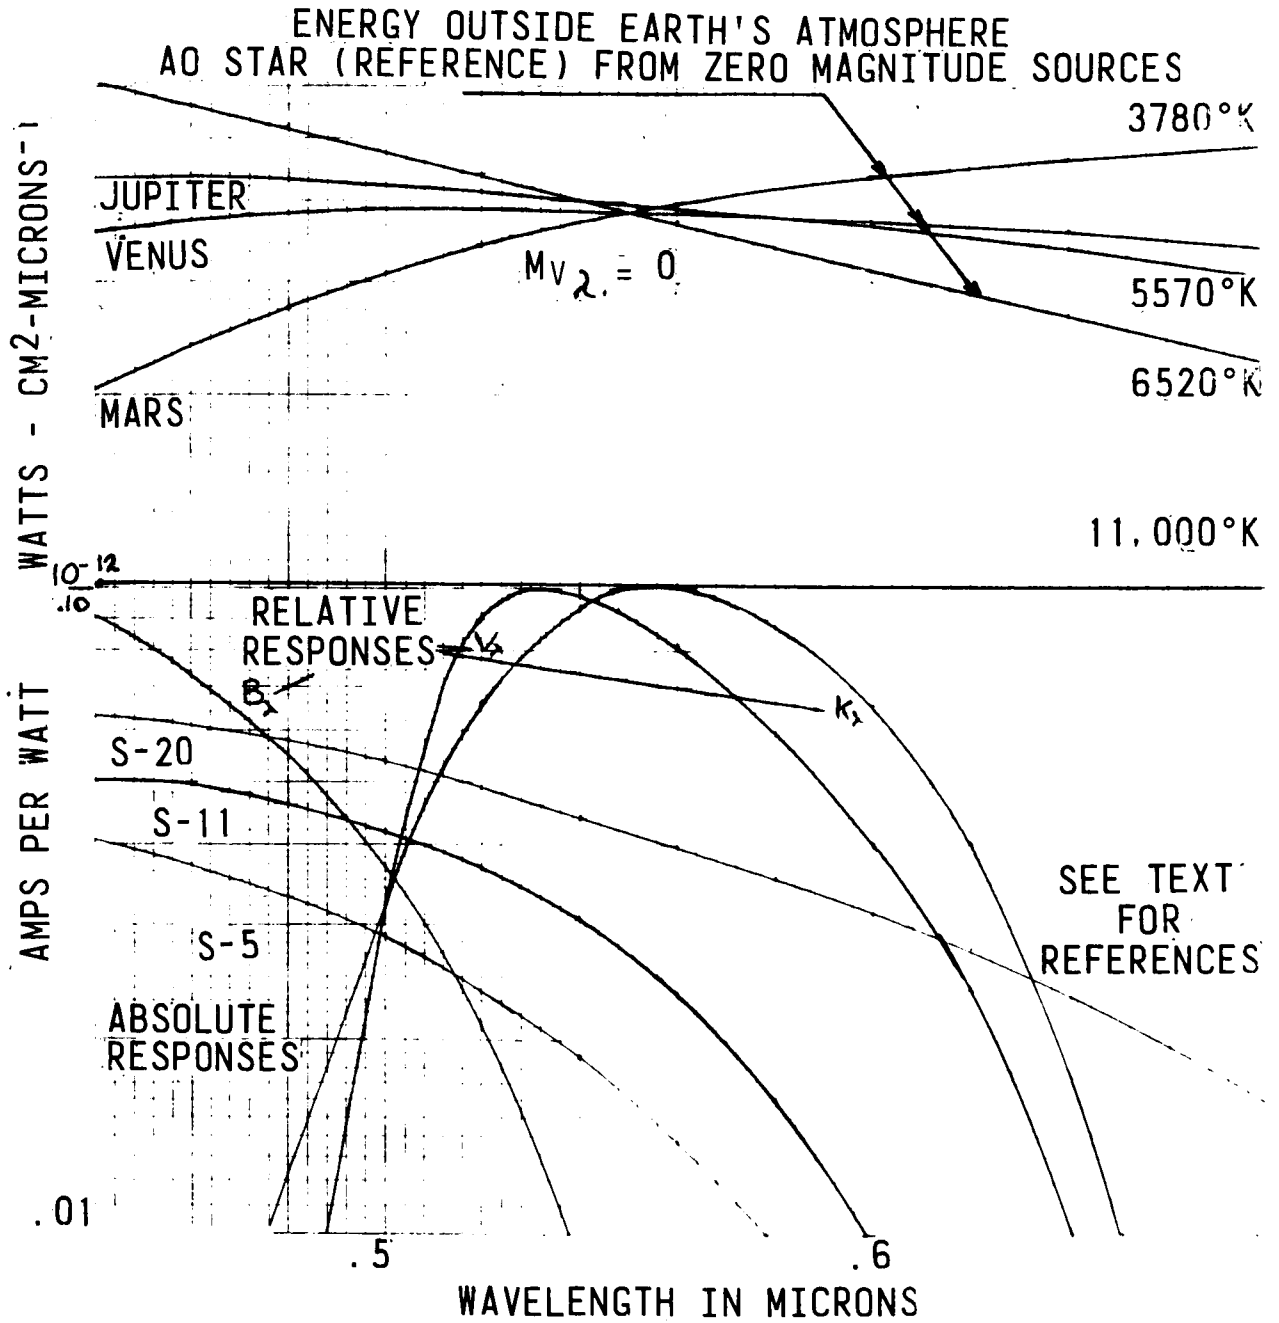 ENERGY OUTSIDE EARTH'S ATMOSPHERE
AO STAR (REFERENCE) FROM ZERO MAGNITUDE SOURCES
WATTS - CM2-MICRONS-1
3780°K
JUPITER
VENUS
Mvλ = 0
5570°K
6520°K
MARS
11,000°K
10-12
.10
RELATIVE
RESPONSES
Vλ
Bλ
Kλ
AMPS PER WATT
S-20
S-11
S-5
SEE TEXT
FOR
REFERENCES
ABSOLUTE
RESPONSES
.01
.5
.6
WAVELENGTH IN MICRONS